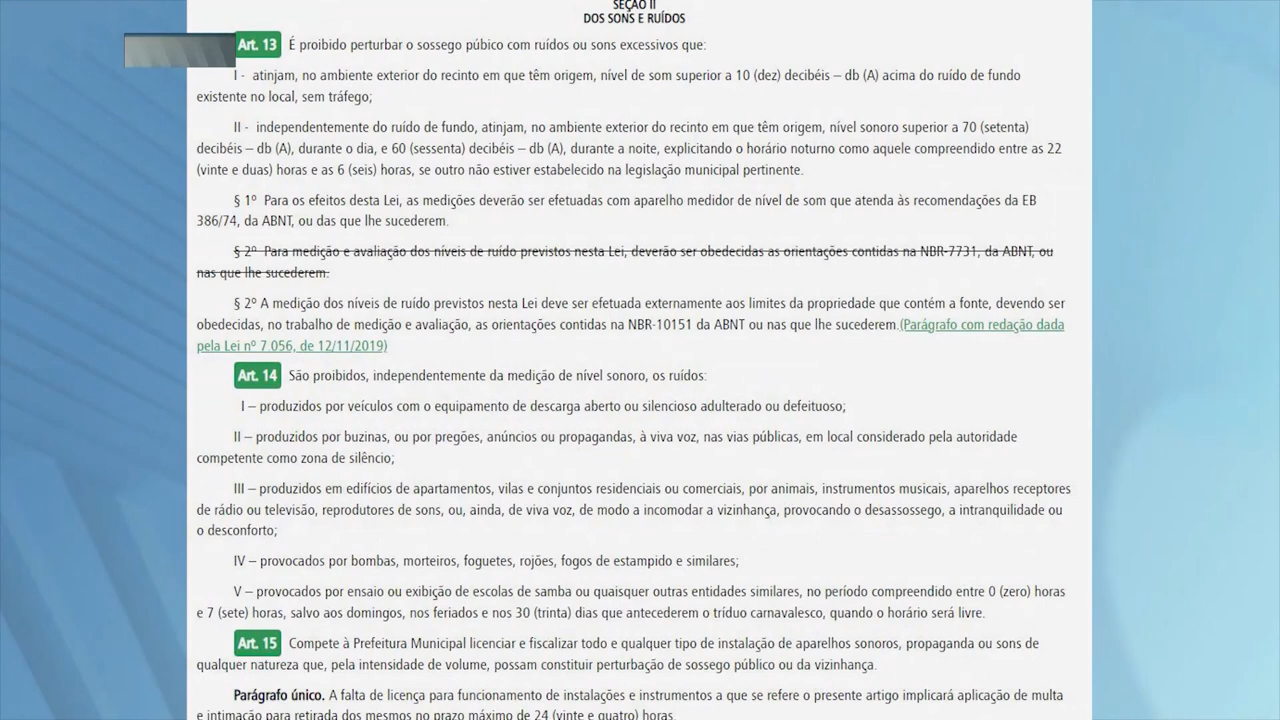 SEÇÃO II
DOS SONS E RUÍDOS
Art. 13 É proibido perturbar o sossego púbico com ruídos ou sons excessivos que:
I - atinjam, no ambiente exterior do recinto em que têm origem, nível de som superior a 10 (dez) decibéis – db (A) acima do ruído de fundo
existente no local, sem tráfego;
II - independentemente do ruído de fundo, atinjam, no ambiente exterior do recinto em que têm origem, nível sonoro superior a 70 (setenta)
decibéis – db (A), durante o dia, e 60 (sessenta) decibéis – db (A), durante a noite, explicitando o horário noturno como aquele compreendido entre as 22
(vinte e duas) horas e as 6 (seis) horas, se outro não estiver estabelecido na legislação municipal pertinente.
§ 1º Para os efeitos desta Lei, as medições deverão ser efetuadas com aparelho medidor de nível de som que atenda às recomendações da EB
386/74, da ABNT, ou das que lhe sucederem.
§ 2º Para medição e avaliação dos níveis de ruído previstos nesta Lei, deverão ser obedecidas as orientações contidas na NBR-7731, da ABNT, ou
nas que lhe sucederem.
§ 2º A medição dos níveis de ruído previstos nesta Lei deve ser efetuada externamente aos limites da propriedade que contém a fonte, devendo ser
obedecidas, no trabalho de medição e avaliação, as orientações contidas na NBR-10151 da ABNT ou nas que lhe sucederem.(Parágrafo com redação dada
pela Lei nº 7.056, de 12/11/2019)
Art. 14 São proibidos, independentemente da medição de nível sonoro, os ruídos:
I – produzidos por veículos com o equipamento de descarga aberto ou silencioso adulterado ou defeituoso;
II – produzidos por buzinas, ou por pregões, anúncios ou propagandas, à viva voz, nas vias públicas, em local considerado pela autoridade
competente como zona de silêncio;
III – produzidos em edifícios de apartamentos, vilas e conjuntos residenciais ou comerciais, por animais, instrumentos musicais, aparelhos receptores
de rádio ou televisão, reprodutores de sons, ou, ainda, de viva voz, de modo a incomodar a vizinhança, provocando o desassossego, a intranquilidade ou
o desconforto;
IV – provocados por bombas, morteiros, foguetes, rojões, fogos de estampido e similares;
V – provocados por ensaio ou exibição de escolas de samba ou quaisquer outras entidades similares, no período compreendido entre 0 (zero) horas
e 7 (sete) horas, salvo aos domingos, nos feriados e nos 30 (trinta) dias que antecederem o tríduo carnavalesco, quando o horário será livre.
Art. 15 Compete à Prefeitura Municipal licenciar e fiscalizar todo e qualquer tipo de instalação de aparelhos sonoros, propaganda ou sons de
qualquer natureza que, pela intensidade de volume, possam constituir perturbação de sossego público ou da vizinhança.
Parágrafo único. A falta de licença para funcionamento de instalações e instrumentos a que se refere o presente artigo implicará aplicação de multa
e intimação para retirada dos mesmos no prazo máximo de 24 (vinte e quatro) horas.